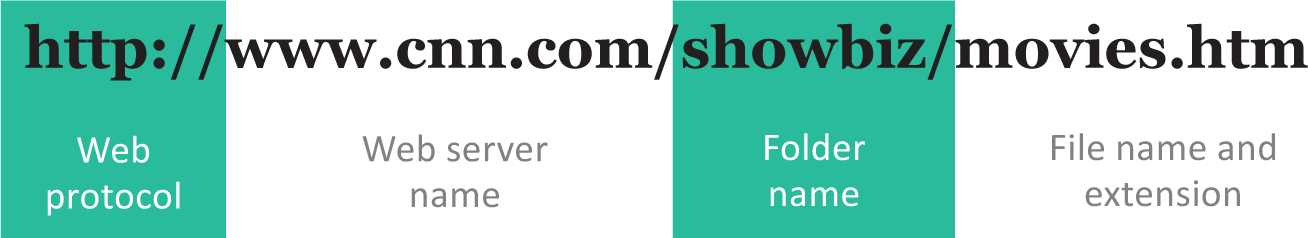 http://www.cnn.com/showbiz/movies.htm
Web
protocol
Web server
name
Folder
name
File name and
extension